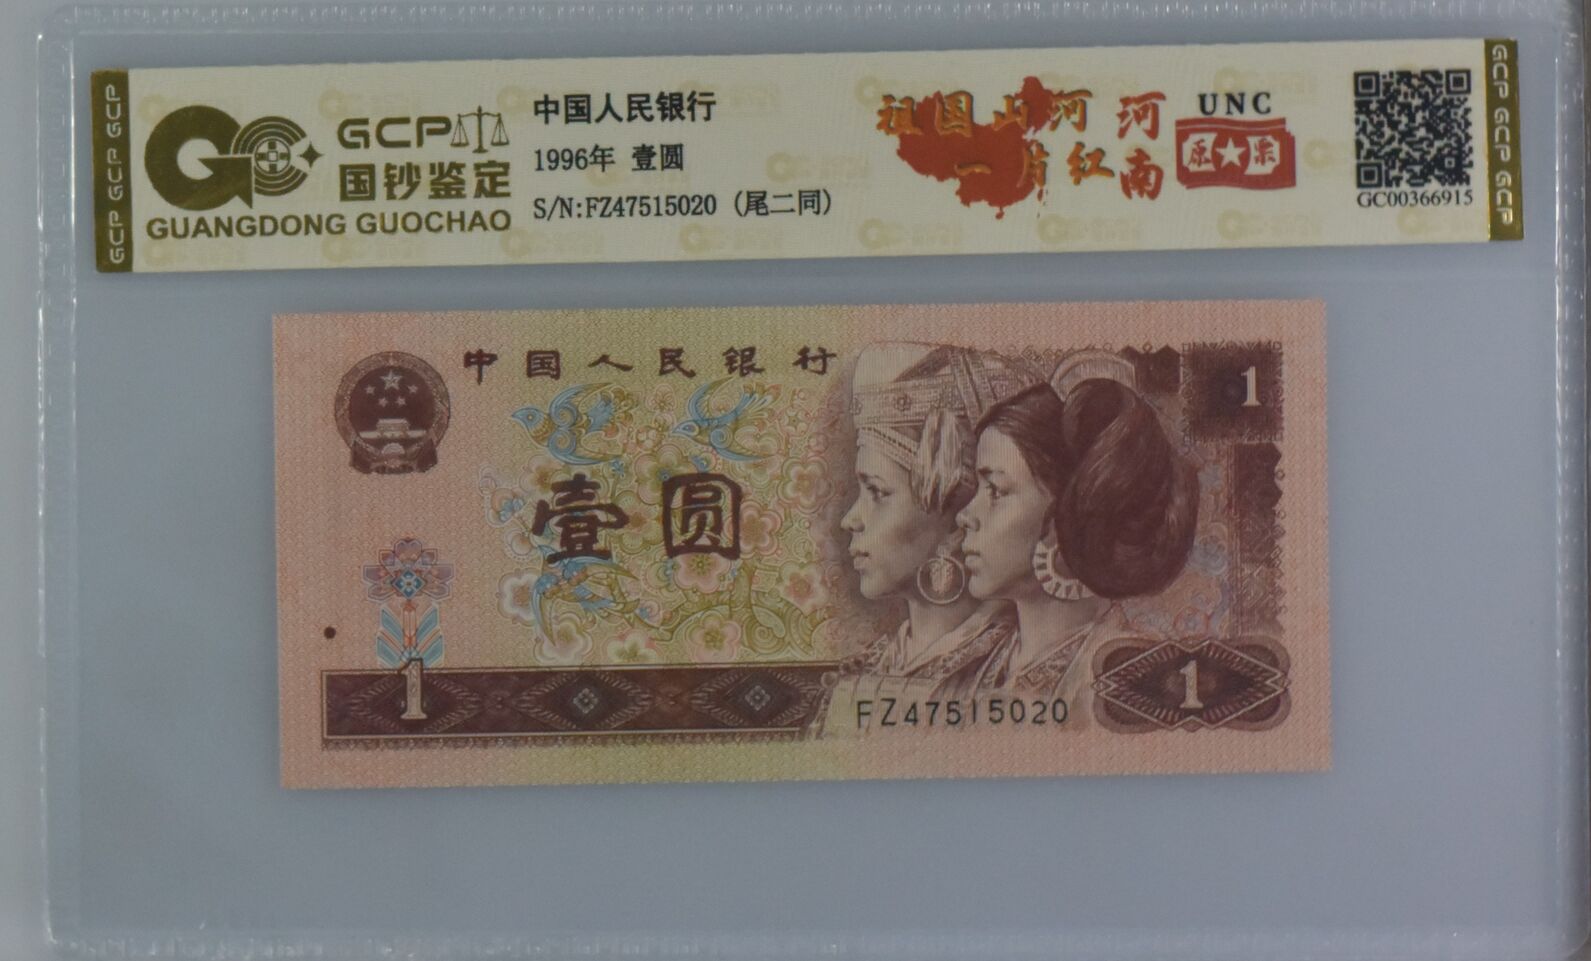 GCP GCP GCP
GCP
国钞鉴定
GUANGDONG GUOCHAO
中国人民银行
1996年 壹圆
S/N:FZ47515020 (尾二同)
祖国山河
一片红
河南
UNC
原★票
GC00366915
GCP GCP GCP
中国人民银行
1
壹圆
1
FZ47515020
1